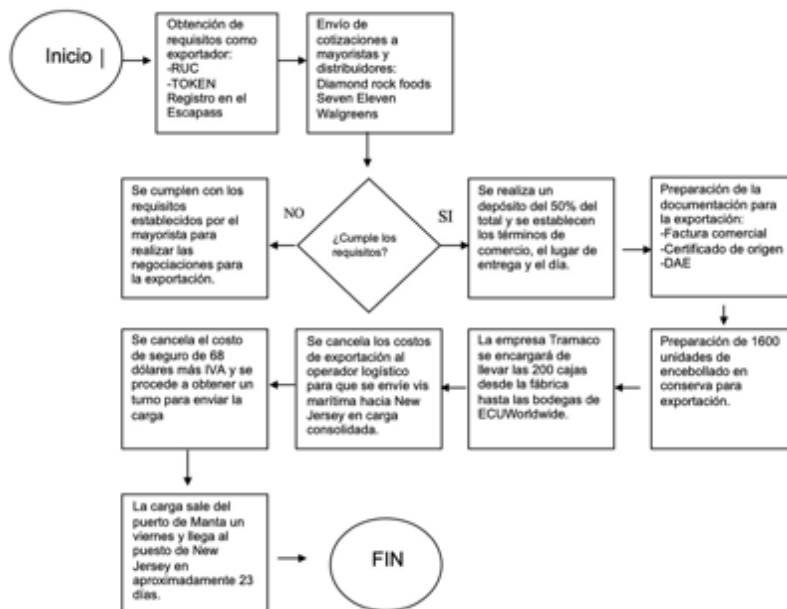 Inicio |
Obtención de
requisitos como
exportador:
-RUC
-TOKEN
Registro en el
Escapass
Envío de
cotizaciones a
mayoristas y
distribuidores:
Diamond rock foods
Seven Eleven
Walgreens
Se cumplen con los
requisitos
establecidos por el
mayorista para
realizar las
negociaciones para
la exportación.
NO
¿Cumple los
requisitos?
SI
Se realiza un
depósito del 50% del
total y se establecen
los términos de
comercio, el lugar de
entrega y el día.
Preparación de la
documentación para
la exportación:
-Factura comercial
-Certificado de origen
-DAE
Preparación de 1600
unidades de
encebollado en
conserva para
exportación.
La empresa Tramaco
se encargará de
llevar las 200 cajas
desde la fábrica
hasta las bodegas de
ECUWorldwide.
Se cancela los costos
de exportación al
operador logístico
para que se envíe vis
marítima hacia New
Jersey en carga
consolidada.
Se cancela el costo
de seguro de 68
dólares más IVA y se
procede a obtener un
turno para enviar la
carga
La carga sale del
puerto de Manta un
viernes y llega al
puesto de New
Jersey en
aproximadamente 23
días.
FIN